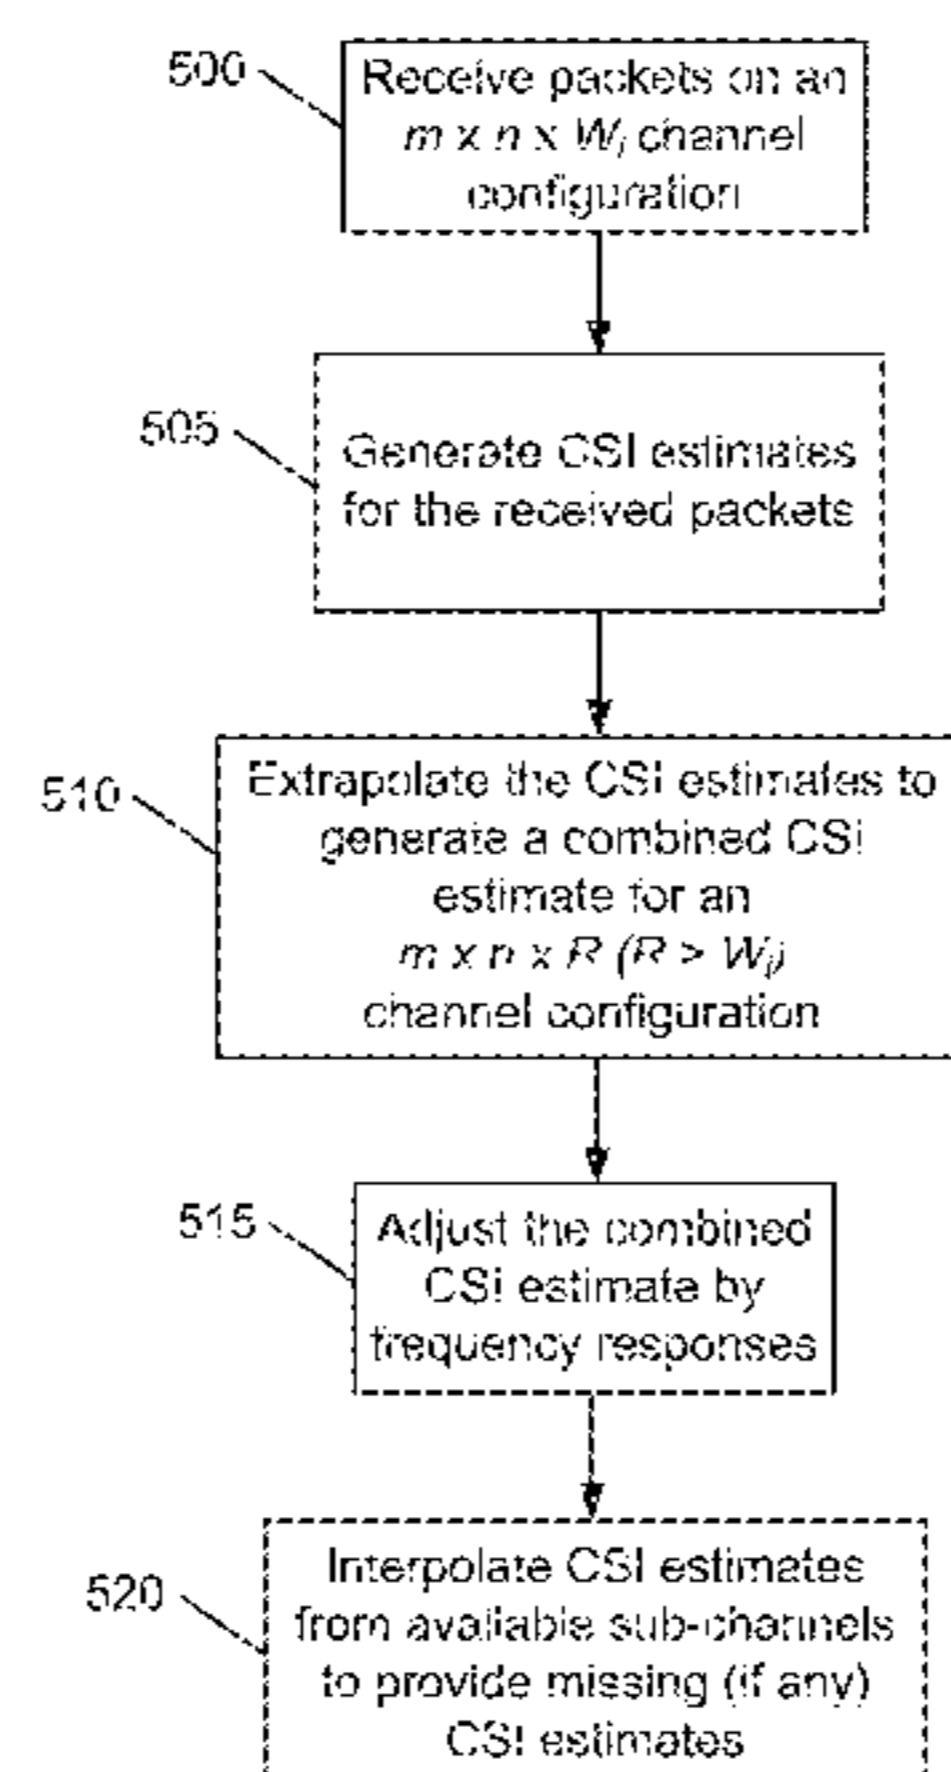 500
Receive packets on an
m x n x Wi channel
configuration
505
Generate CSI estimates
for the received packets
510
Extrapolate the CSI estimates to
generate a combined CSI
estimate for an
m x n x R (R > Wi)
channel configuration
515
Adjust the combined
CSI estimate by
frequency responses
520
Interpolate CSI estimates
from available sub-channels
to provide missing (if any)
CSI estimates